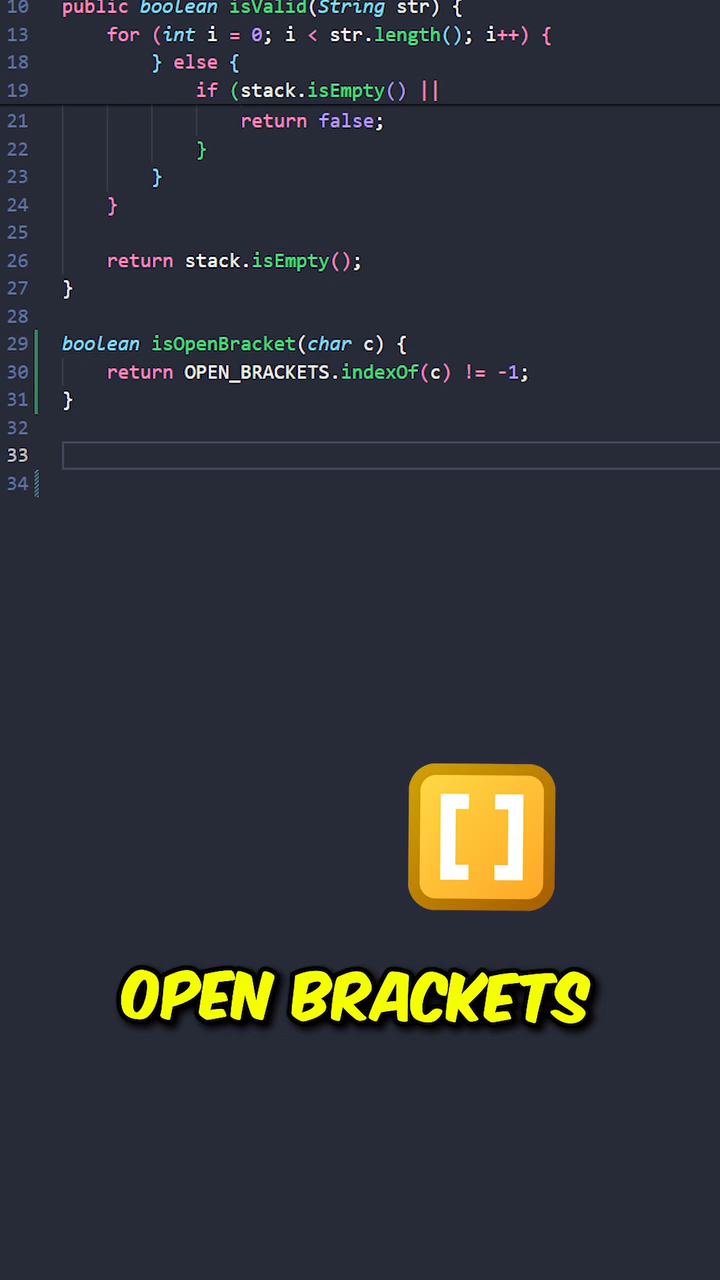 10 public boolean isValid(String str) {
13 for (int i = 0; i < str.length(); i++) {
18 } else {
19 if (stack.isEmpty() ||
21 return false;
22 }
23 }
24 }
25
26 return stack.isEmpty();
27 }
28
29 boolean isOpenBracket(char c) {
30 return OPEN_BRACKETS.indexOf(c) != -1;
31 }
32
33
34
[ ]
OPEN BRACKETS